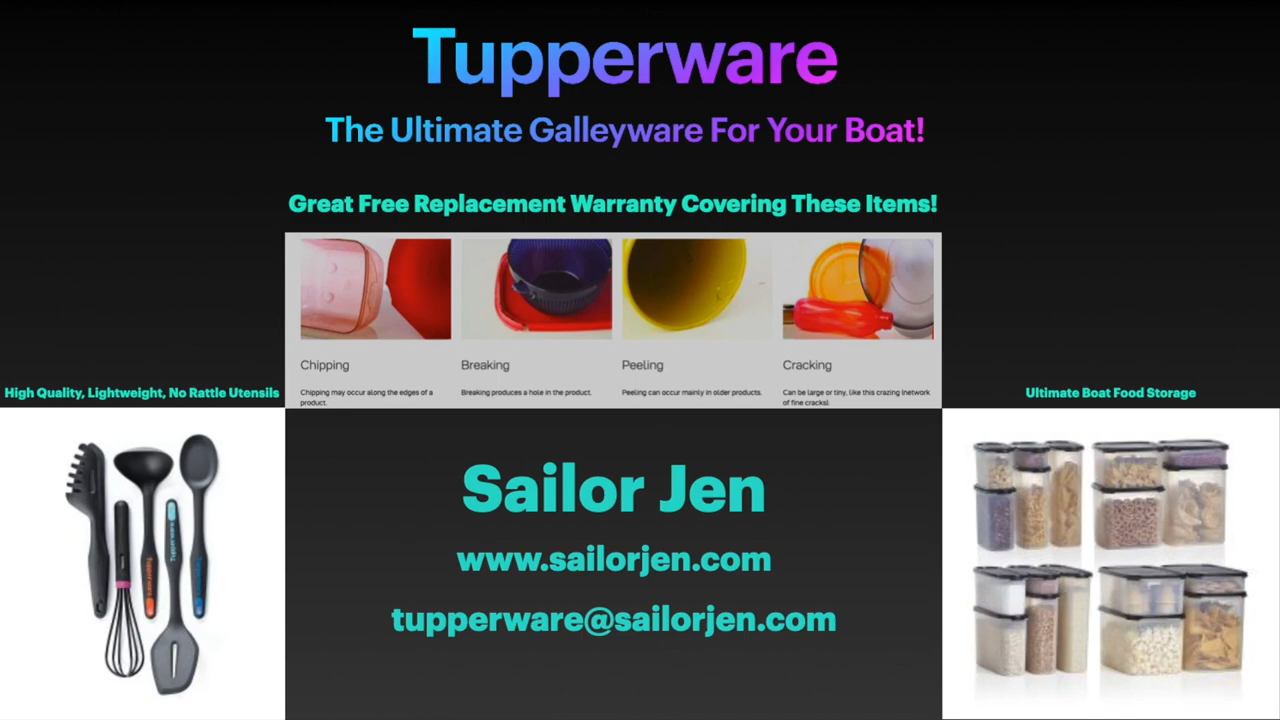 Tupperware
The Ultimate Galleyware For Your Boat!
Great Free Replacement Warranty Covering These Items!
Chipping
Chipping may occur along the edges of a
product.
Breaking
Breaking produces a hole in the product.
Peeling
Peeling can occur mainly in older products.
Cracking
Can be large or tiny, like this crazing (network
of fine cracks).
High Quality, Lightweight, No Rattle Utensils
Ultimate Boat Food Storage
Tupperware
Tupperware
Tupperware
Sailor Jen
www.sailorjen.com
tupperware@sailorjen.com